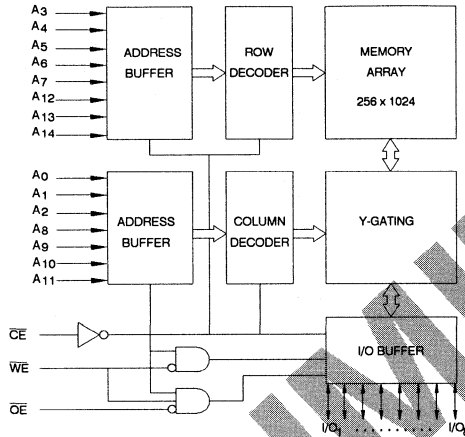 A3
A4
A5
A6
A7
A12
A13
A14
ADDRESS
BUFFER
ROW
DECODER
MEMORY
ARRAY
256 x 1024
A0
A1
A2
A8
A9
A10
A11
ADDRESS
BUFFER
COLUMN
DECODER
Y-GATING
CE
WE
OE
I/O BUFFER
I/O1 .......... I/O